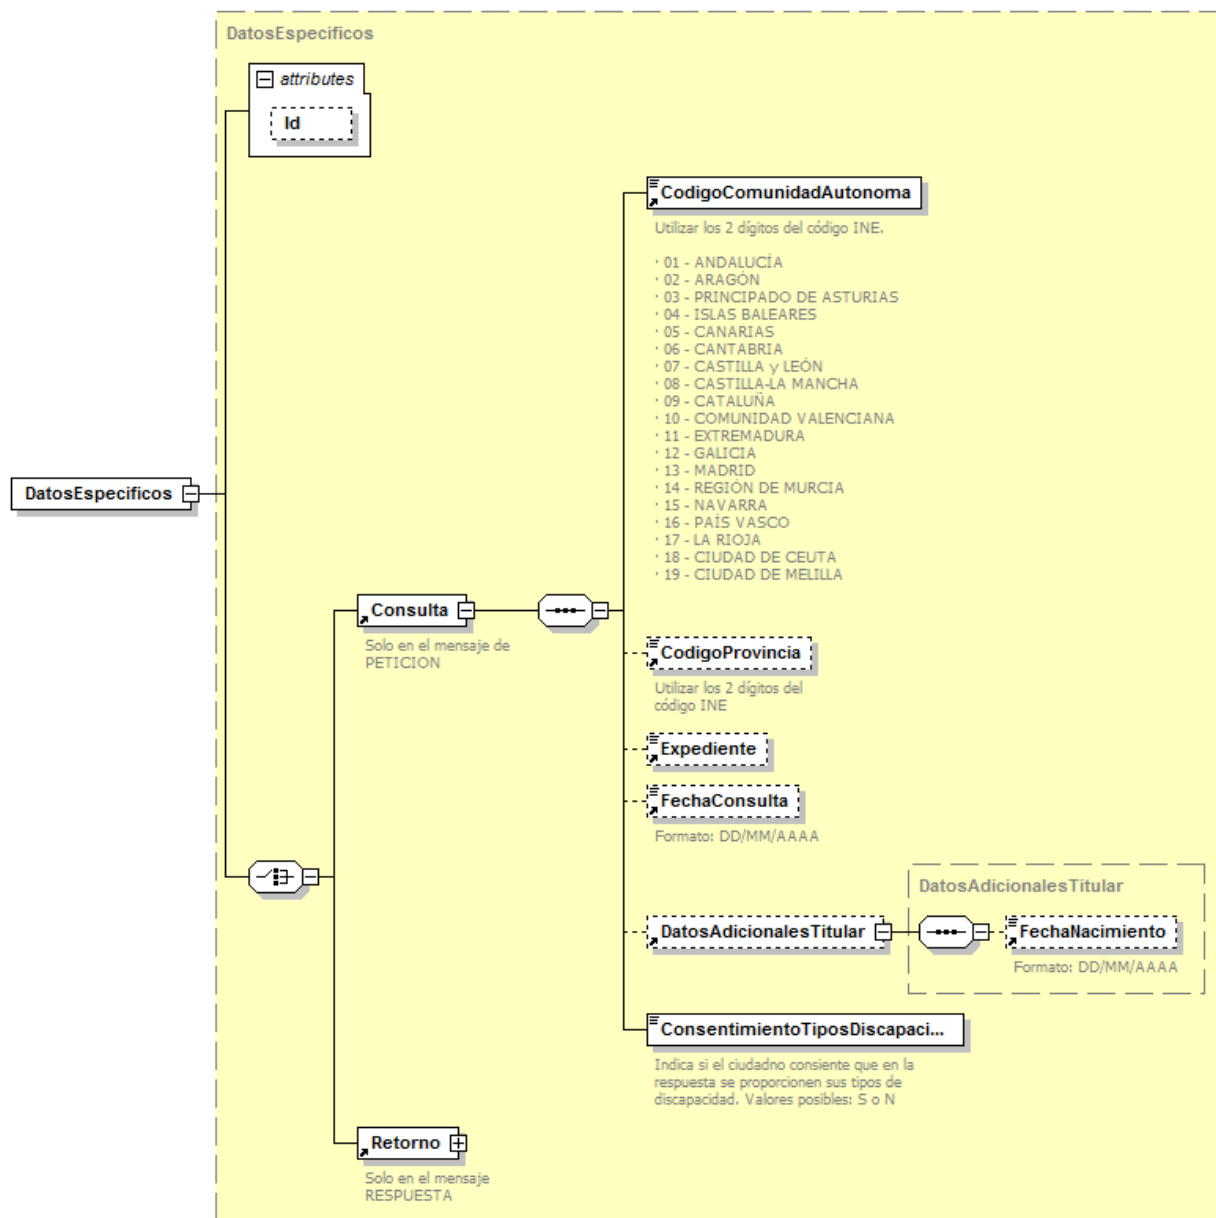 DatosEspecificos
attributes
Id
CodigoComunidadAutonoma
Utilizar los 2 dígitos del código INE.
· 01 - ANDALUCÍA
· 02 - ARAGÓN
· 03 - PRINCIPADO DE ASTURIAS
· 04 - ISLAS BALEARES
· 05 - CANARIAS
· 06 - CANTABRIA
· 07 - CASTILLA y LEÓN
· 08 - CASTILLA-LA MANCHA
· 09 - CATALUÑA
· 10 - COMUNIDAD VALENCIANA
· 11 - EXTREMADURA
· 12 - GALICIA
· 13 - MADRID
· 14 - REGIÓN DE MURCIA
· 15 - NAVARRA
· 16 - PAÍS VASCO
· 17 - LA RIOJA
· 18 - CIUDAD DE CEUTA
· 19 - CIUDAD DE MELILLA
DatosEspecificos
Consulta
Solo en el mensaje de
PETICION
CodigoProvincia
Utilizar los 2 dígitos del
código INE
Expediente
FechaConsulta
Formato: DD/MM/AAAA
DatosAdicionalesTitular
DatosAdicionalesTitular
FechaNacimiento
Formato: DD/MM/AAAA
ConsentimientoTiposDiscapaci...
Indica si el ciudadno consiente que en la
respuesta se proporcionen sus tipos de
discapacidad. Valores posibles: S o N
Retorno
Solo en el mensaje
RESPUESTA